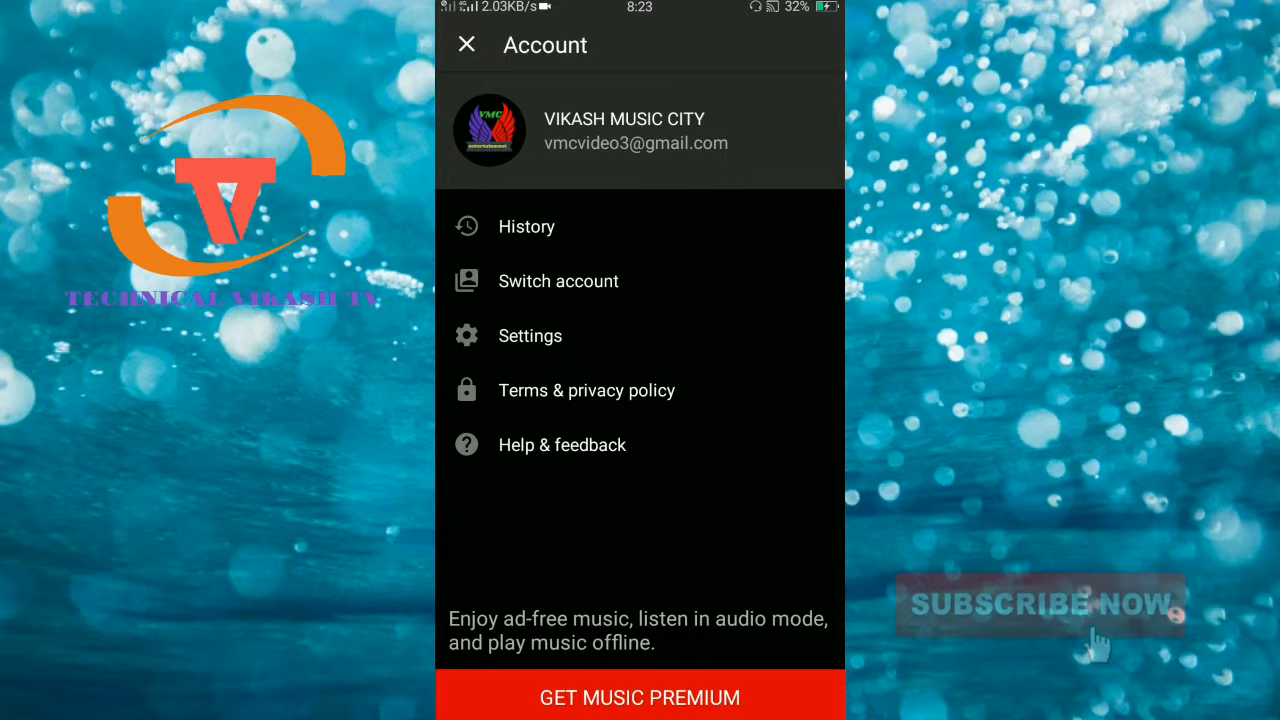 2.03KB/s 8:23 32%
Account
VMC
entertainment
VIKASH MUSIC CITY
vmcvideo3@gmail.com
History
Switch account
Settings
Terms & privacy policy
Help & feedback
Enjoy ad-free music, listen in audio mode,
and play music offline.
GET MUSIC PREMIUM
TECHNICAL VIKASH TV
SUBSCRIBE NOW